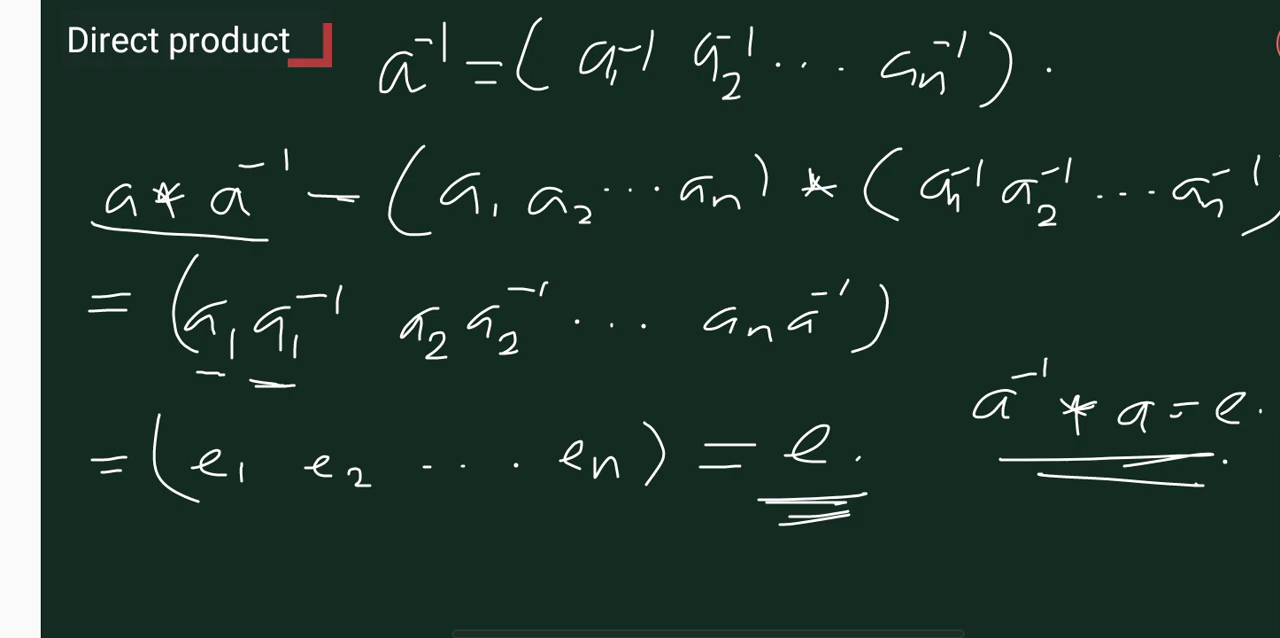 Direct product
a⁻¹ = ( a₁⁻¹ a₂⁻¹ ... aₙ⁻¹ ) .
a * a⁻¹ – ( a₁ a₂ ... aₙ ) * ( a₁⁻¹ a₂⁻¹ ... aₙ⁻¹ )
= ( a₁ a₁⁻¹ a₂ a₂⁻¹ ... aₙ a⁻¹ )
a⁻¹ * a = e .
= ( e₁ e₂ ... eₙ ) = e .